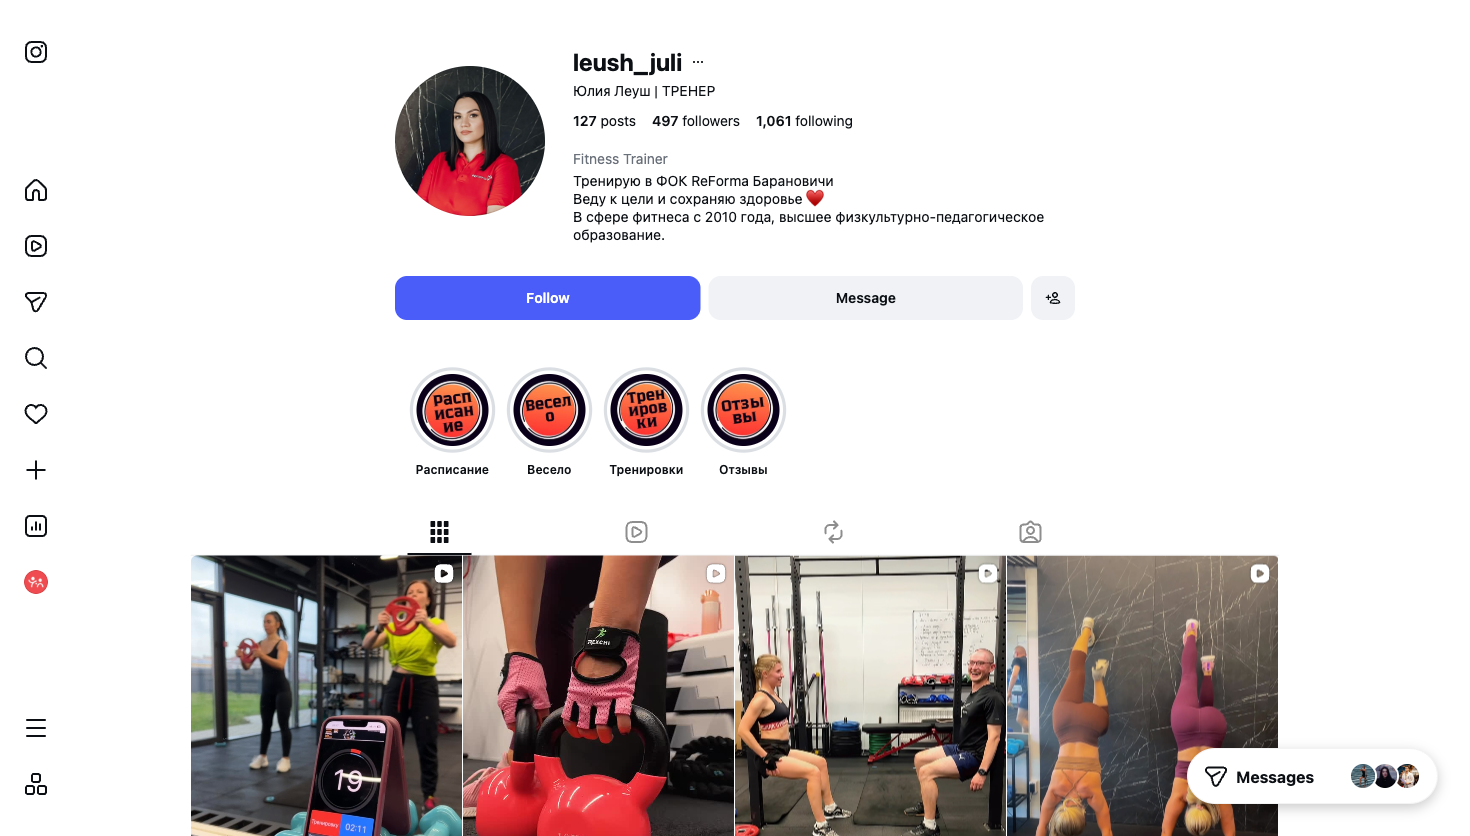 leush_juli
Юлия Леуш | ТРЕНЕР
127 posts 497 followers 1,061 following
Fitness Trainer
Тренирую в ФОК ReForma Барановичи
Веду к цели и сохраняю здоровье ♥️
В сфере фитнеса с 2010 года, высшее физкультурно-педагогическое
образование.
Follow Message
Расп
исан
ие
Весел
о
Трен
иров
ки
Отзы
вы
Расписание Весело Тренировки Отзывы
19
Тренировка 02:11
Messages